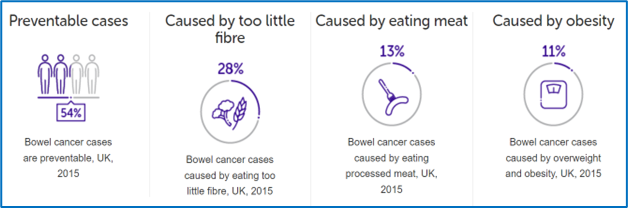 Preventable cases
54%
Bowel cancer cases
are preventable, UK,
2015
Caused by too little
fibre
28%
Bowel cancer cases
caused by eating too
little fibre, UK, 2015
Caused by eating meat
13%
Bowel cancer cases
caused by eating
processed meat, UK,
2015
Caused by obesity
11%
Bowel cancer cases
caused by overweight
and obesity, UK, 2015